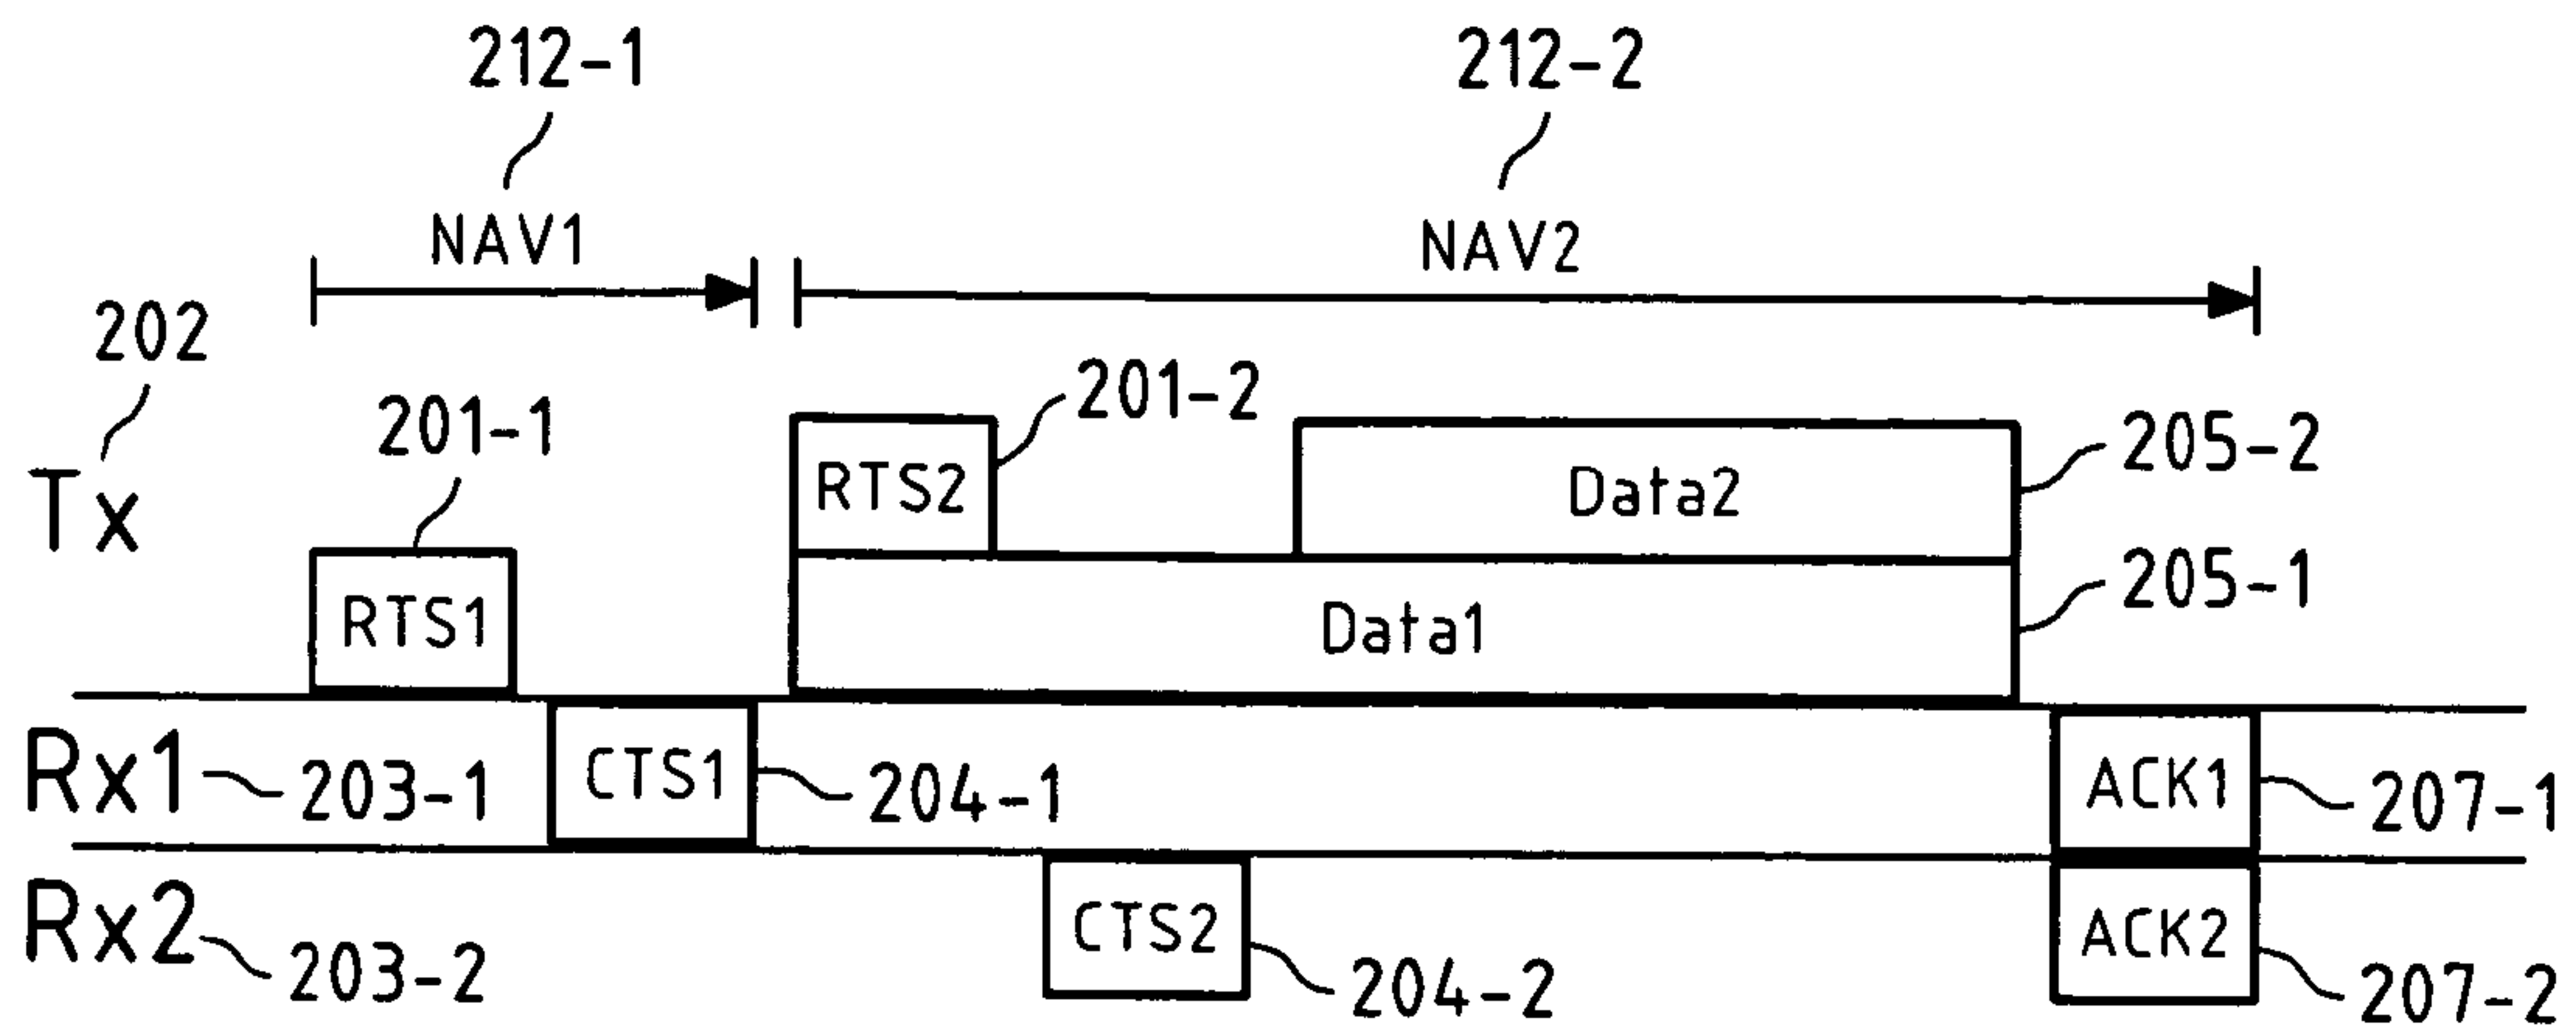 212-1
212-2
NAV1
NAV2
202
201-1
201-2
Tx
RTS1
RTS2
Data2
205-2
Data1
205-1
Rx1
203-1
CTS1
204-1
ACK1
207-1
Rx2
203-2
CTS2
204-2
ACK2
207-2